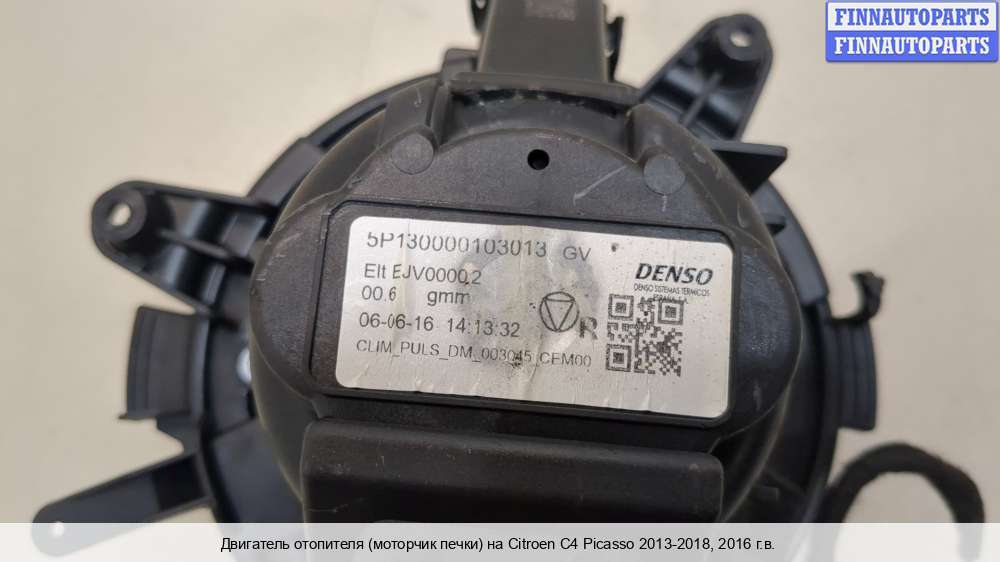 FINNAUTOPARTS
FINNAUTOPARTS
5P130000103013 GV
DENSO
DENSO SISTEMAS TERMICOS
ESPAÑA, S.A.
Elt EJV0000.2
00.6 gmm
06-06-16 14:13:32
R
CLIM_PULS_DM_003045_CEM00
Двигатель отопителя (моторчик печки) на Citroen C4 Picasso 2013-2018, 2016 г.в.